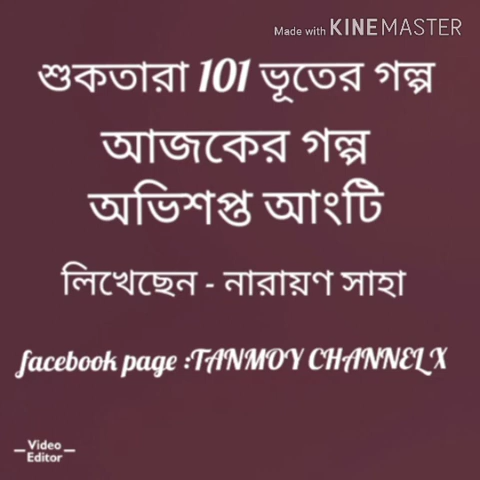 Made with KINEMASTER
শুকতারা 101 ভূতের গল্প
আজকের গল্প
অভিশপ্ত আংটি
লিখেছেন - নারায়ণ সাহা
facebook page :TANMOY CHANNEL X
Video
Editor